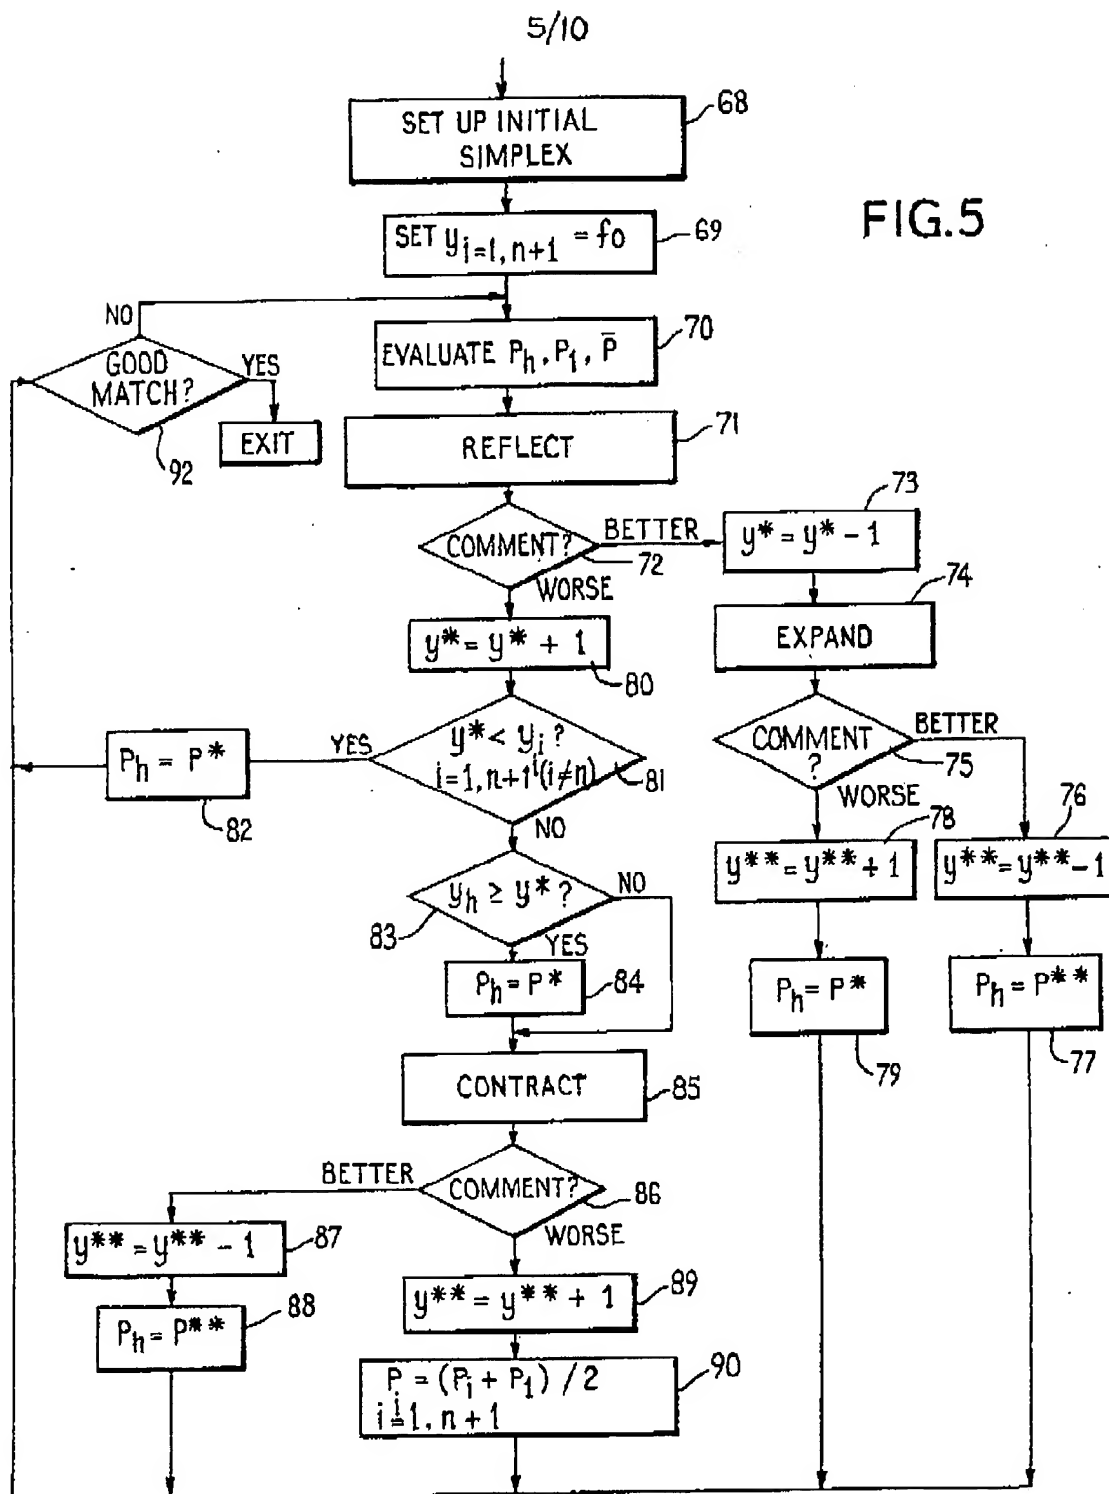 5/10
SET UP INITIAL
SIMPLEX
68
FIG.5
SET yi=1,n+1 = fo
69
NO
GOOD
MATCH?
YES
EXIT
92
EVALUATE Ph, P1, P̄
70
REFLECT
71
COMMENT?
BETTER
72
WORSE
y* = y* - 1
73
EXPAND
74
y* = y* + 1
80
COMMENT
?
BETTER
75
WORSE
y* < yi?
i=1, n+1 (i≠n)
81
YES
NO
Ph = P*
82
y** = y** + 1
78
y** = y** - 1
76
yh ≥ y* ?
83
NO
YES
Ph = P*
84
Ph = P*
79
Ph = P**
77
CONTRACT
85
COMMENT?
86
BETTER
WORSE
y** = y** - 1
87
Ph = P**
88
y** = y** + 1
89
Pi = (Pi + P1) / 2
i=1, n+1
90